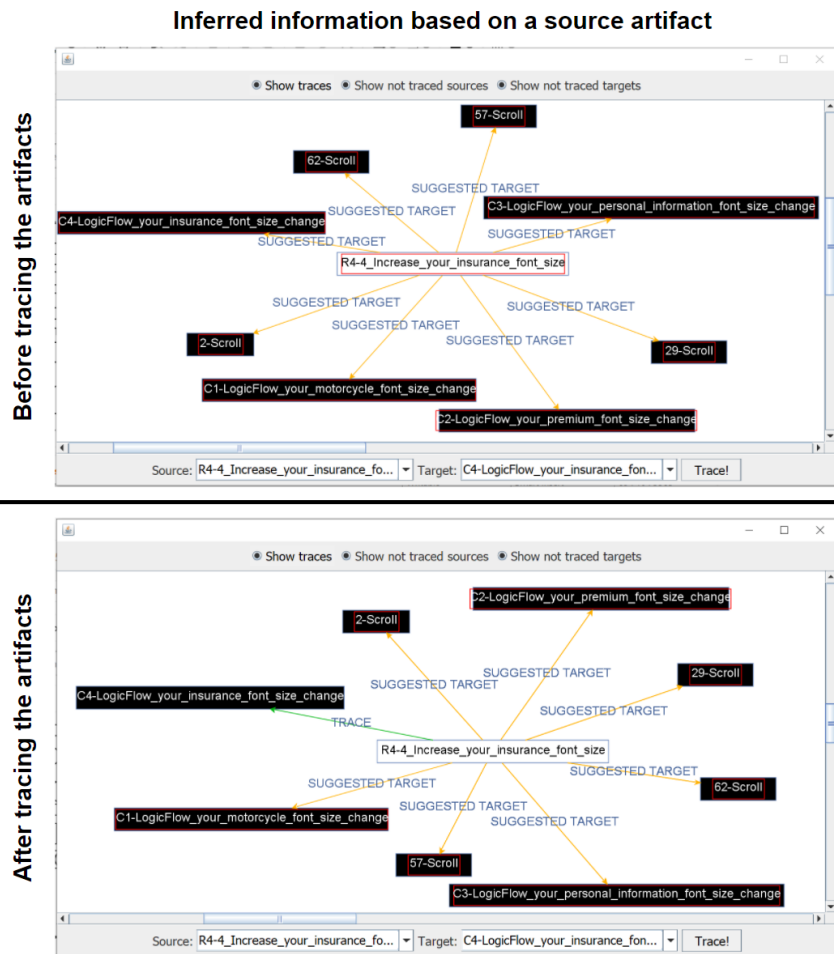 Inferred information based on a source artifact
Before tracing the artifacts
Show traces Show not traced sources Show not traced targets
57-Scroll
62-Scroll
SUGGESTED TARGET
C3-LogicFlow_your_personal_information_font_size_change
SUGGESTED TARGET
C4-LogicFlow_your_insurance_font_size_change
SUGGESTED TARGET
SUGGESTED TARGET
R4-4_Increase_your_insurance_font_size
SUGGESTED TARGET
SUGGESTED TARGET
SUGGESTED TARGET
SUGGESTED TARGET
2-Scroll
29-Scroll
C1-LogicFlow_your_motorcycle_font_size_change
C2-LogicFlow_your_premium_font_size_change
Source: R4-4_Increase_your_insurance_fo... Target: C4-LogicFlow_your_insurance_fon... Trace!
After tracing the artifacts
Show traces Show not traced sources Show not traced targets
C2-LogicFlow_your_premium_font_size_change
2-Scroll
SUGGESTED TARGET
29-Scroll
SUGGESTED TARGET
C4-LogicFlow_your_insurance_font_size_change
SUGGESTED TARGET
TRACE
R4-4_Increase_your_insurance_font_size
SUGGESTED TARGET
SUGGESTED TARGET
62-Scroll
SUGGESTED TARGET
C1-LogicFlow_your_motorcycle_font_size_change
SUGGESTED TARGET
57-Scroll
C3-LogicFlow_your_personal_information_font_size_change
Source: R4-4_Increase_your_insurance_fo... Target: C4-LogicFlow_your_insurance_fon... Trace!